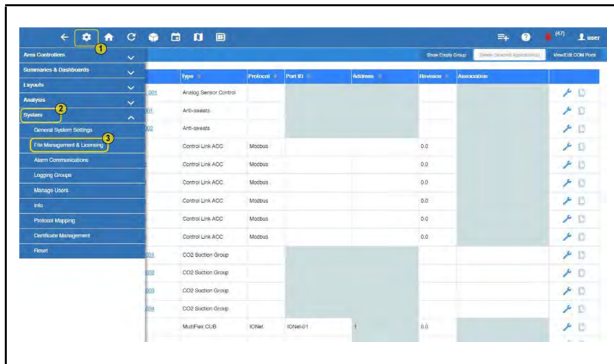 (47) user
1
Area Controllers
Show Empty Group
View/Edit COM Ports
Summaries & Dashboards
Type Protocol Port ID Address Revision Association
Layouts
001 Analog Sensor Control
Analysis
2
Anti-sweats
System
Anti-sweats
General System Settings
3
Control Link ACC Modbus 0.0
File Management & Licensing
Control Link ACC Modbus 0.0
Alarm Communications
Control Link ACC Modbus 0.0
Logging Groups
Manage Users
Control Link ACC Modbus 0.0
Info
Control Link ACC Modbus 0.0
Protocol Mapping
Control Link ACC Modbus 0.0
Certificate Management
CO2 Suction Group
Reset
CO2 Suction Group
CO2 Suction Group
CO2 Suction Group
MultiFlex CUB IONet IONet-01 1 0.0